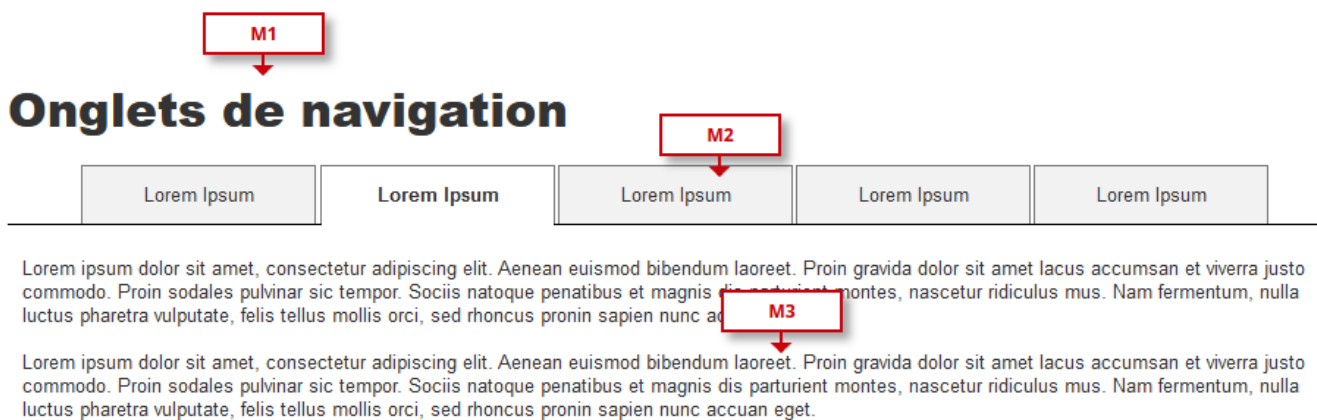 M1
Onglets de navigation
M2
Lorem Ipsum Lorem Ipsum Lorem Ipsum Lorem Ipsum Lorem Ipsum
Lorem ipsum dolor sit amet, consectetur adipiscing elit. Aenean euismod bibendum laoreet. Proin gravida dolor sit amet lacus accumsan et viverra justo
commodo. Proin sodales pulvinar sic tempor. Sociis natoque penatibus et magnis dis parturient montes, nascetur ridiculus mus. Nam fermentum, nulla
luctus pharetra vulputate, felis tellus mollis orci, sed rhoncus pronin sapien nunc
M3
Lorem ipsum dolor sit amet, consectetur adipiscing elit. Aenean euismod bibendum laoreet. Proin gravida dolor sit amet lacus accumsan et viverra justo
commodo. Proin sodales pulvinar sic tempor. Sociis natoque penatibus et magnis dis parturient montes, nascetur ridiculus mus. Nam fermentum, nulla
luctus pharetra vulputate, felis tellus mollis orci, sed rhoncus pronin sapien nunc accuan eget.